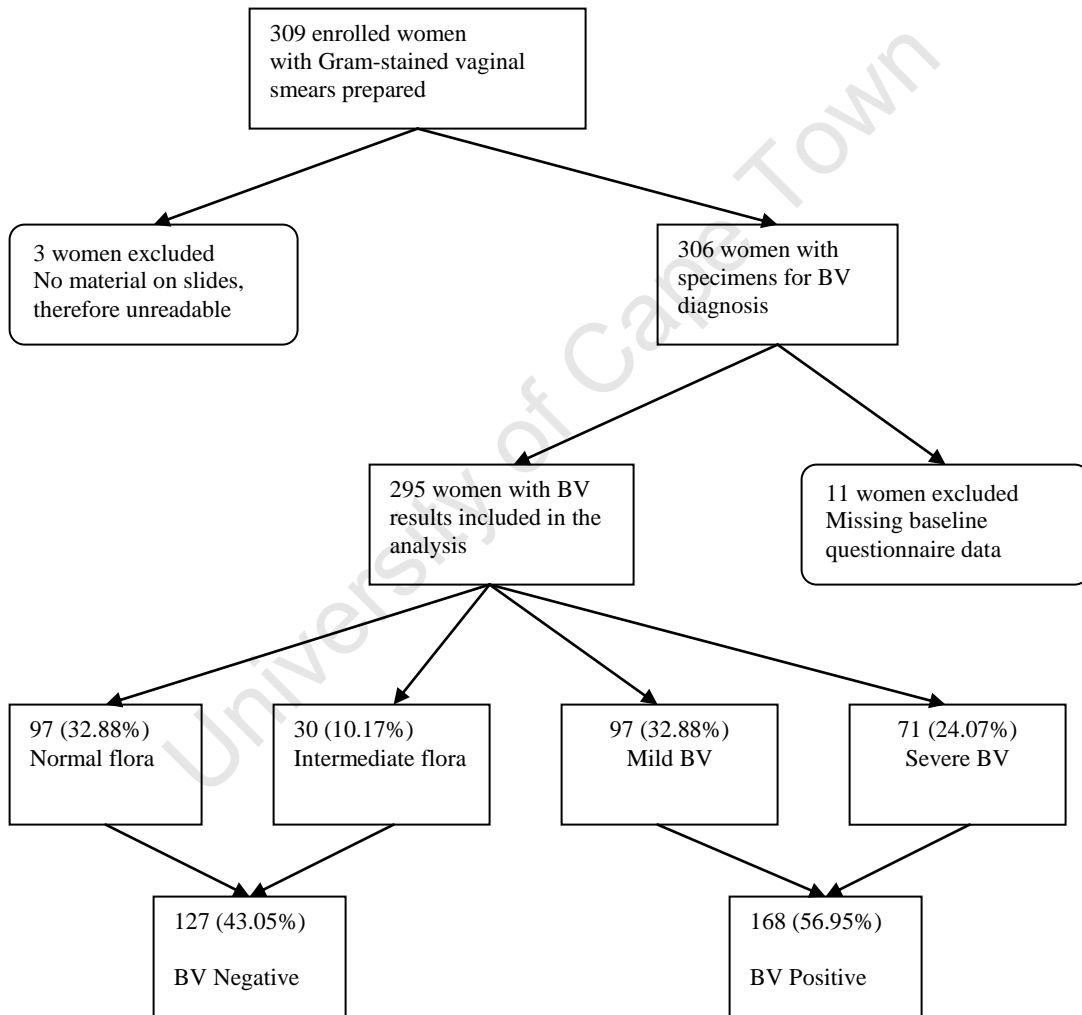 309 enrolled women
with Gram-stained vaginal
smears prepared
3 women excluded
No material on slides,
therefore unreadable
306 women with
specimens for BV
diagnosis
295 women with BV
results included in the
analysis
11 women excluded
Missing baseline
questionnaire data
97 (32.88%)
Normal flora
30 (10.17%)
Intermediate flora
97 (32.88%)
Mild BV
71 (24.07%)
Severe BV
127 (43.05%)
BV Negative
168 (56.95%)
BV Positive
University of Cape Town